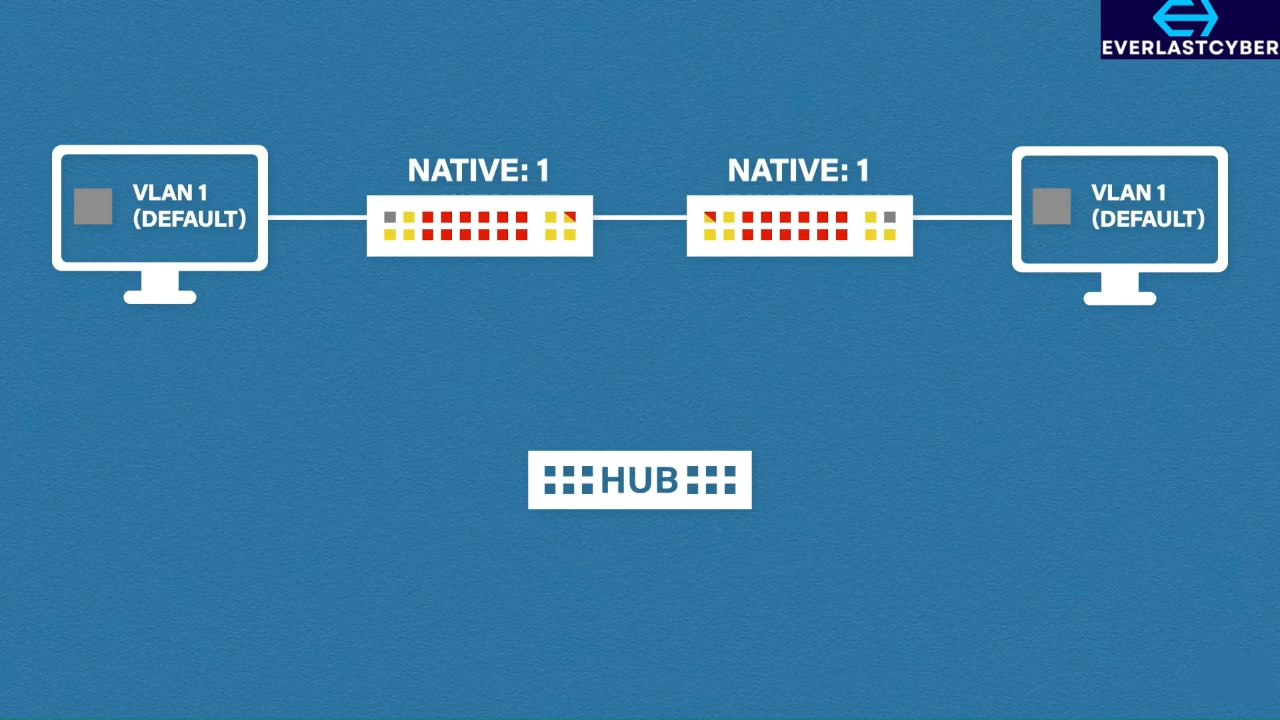 EVERLASTCYBER
NATIVE: 1
NATIVE: 1
VLAN 1
(DEFAULT)
VLAN 1
(DEFAULT)
HUB